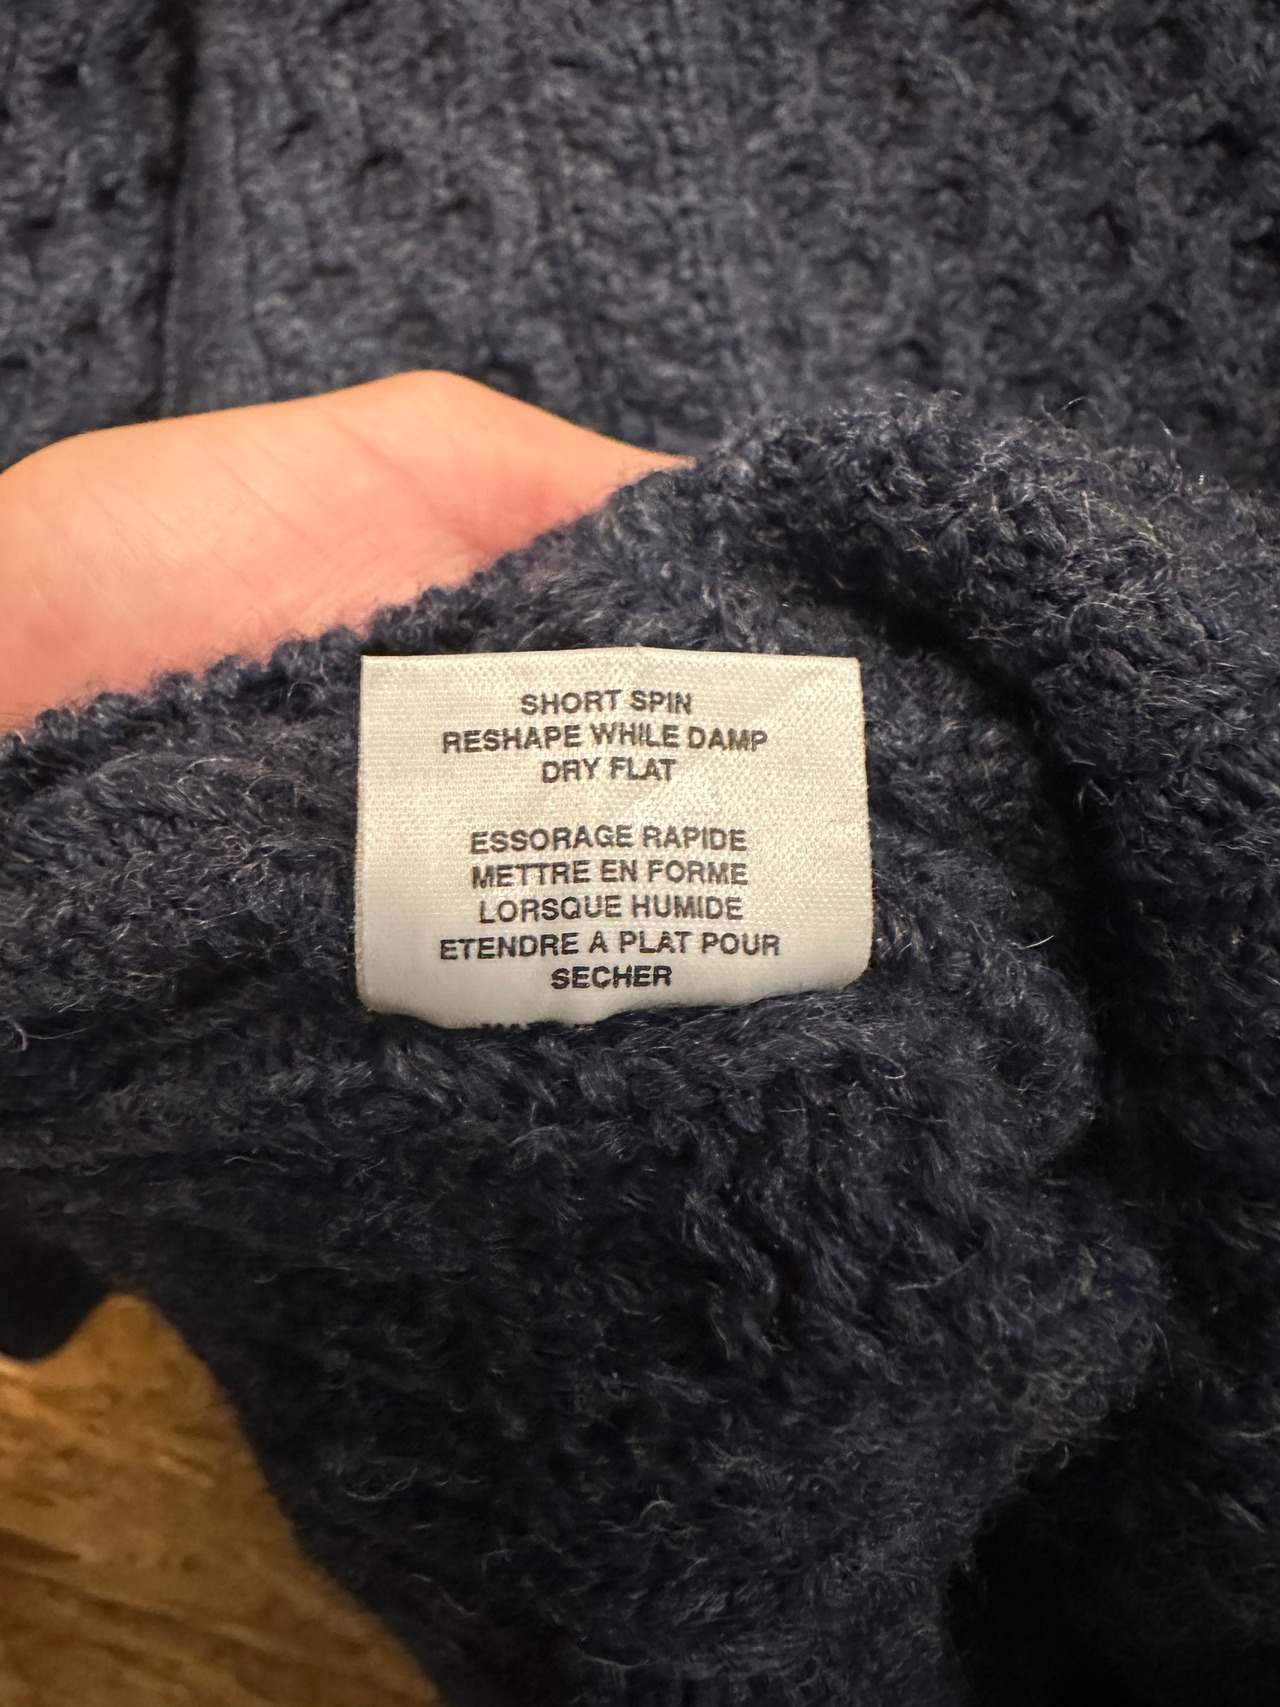 SHORT SPIN
RESHAPE WHILE DAMP
DRY FLAT
ESSORAGE RAPIDE
METTRE EN FORME
LORSQUE HUMIDE
ETENDRE A PLAT POUR
SECHER